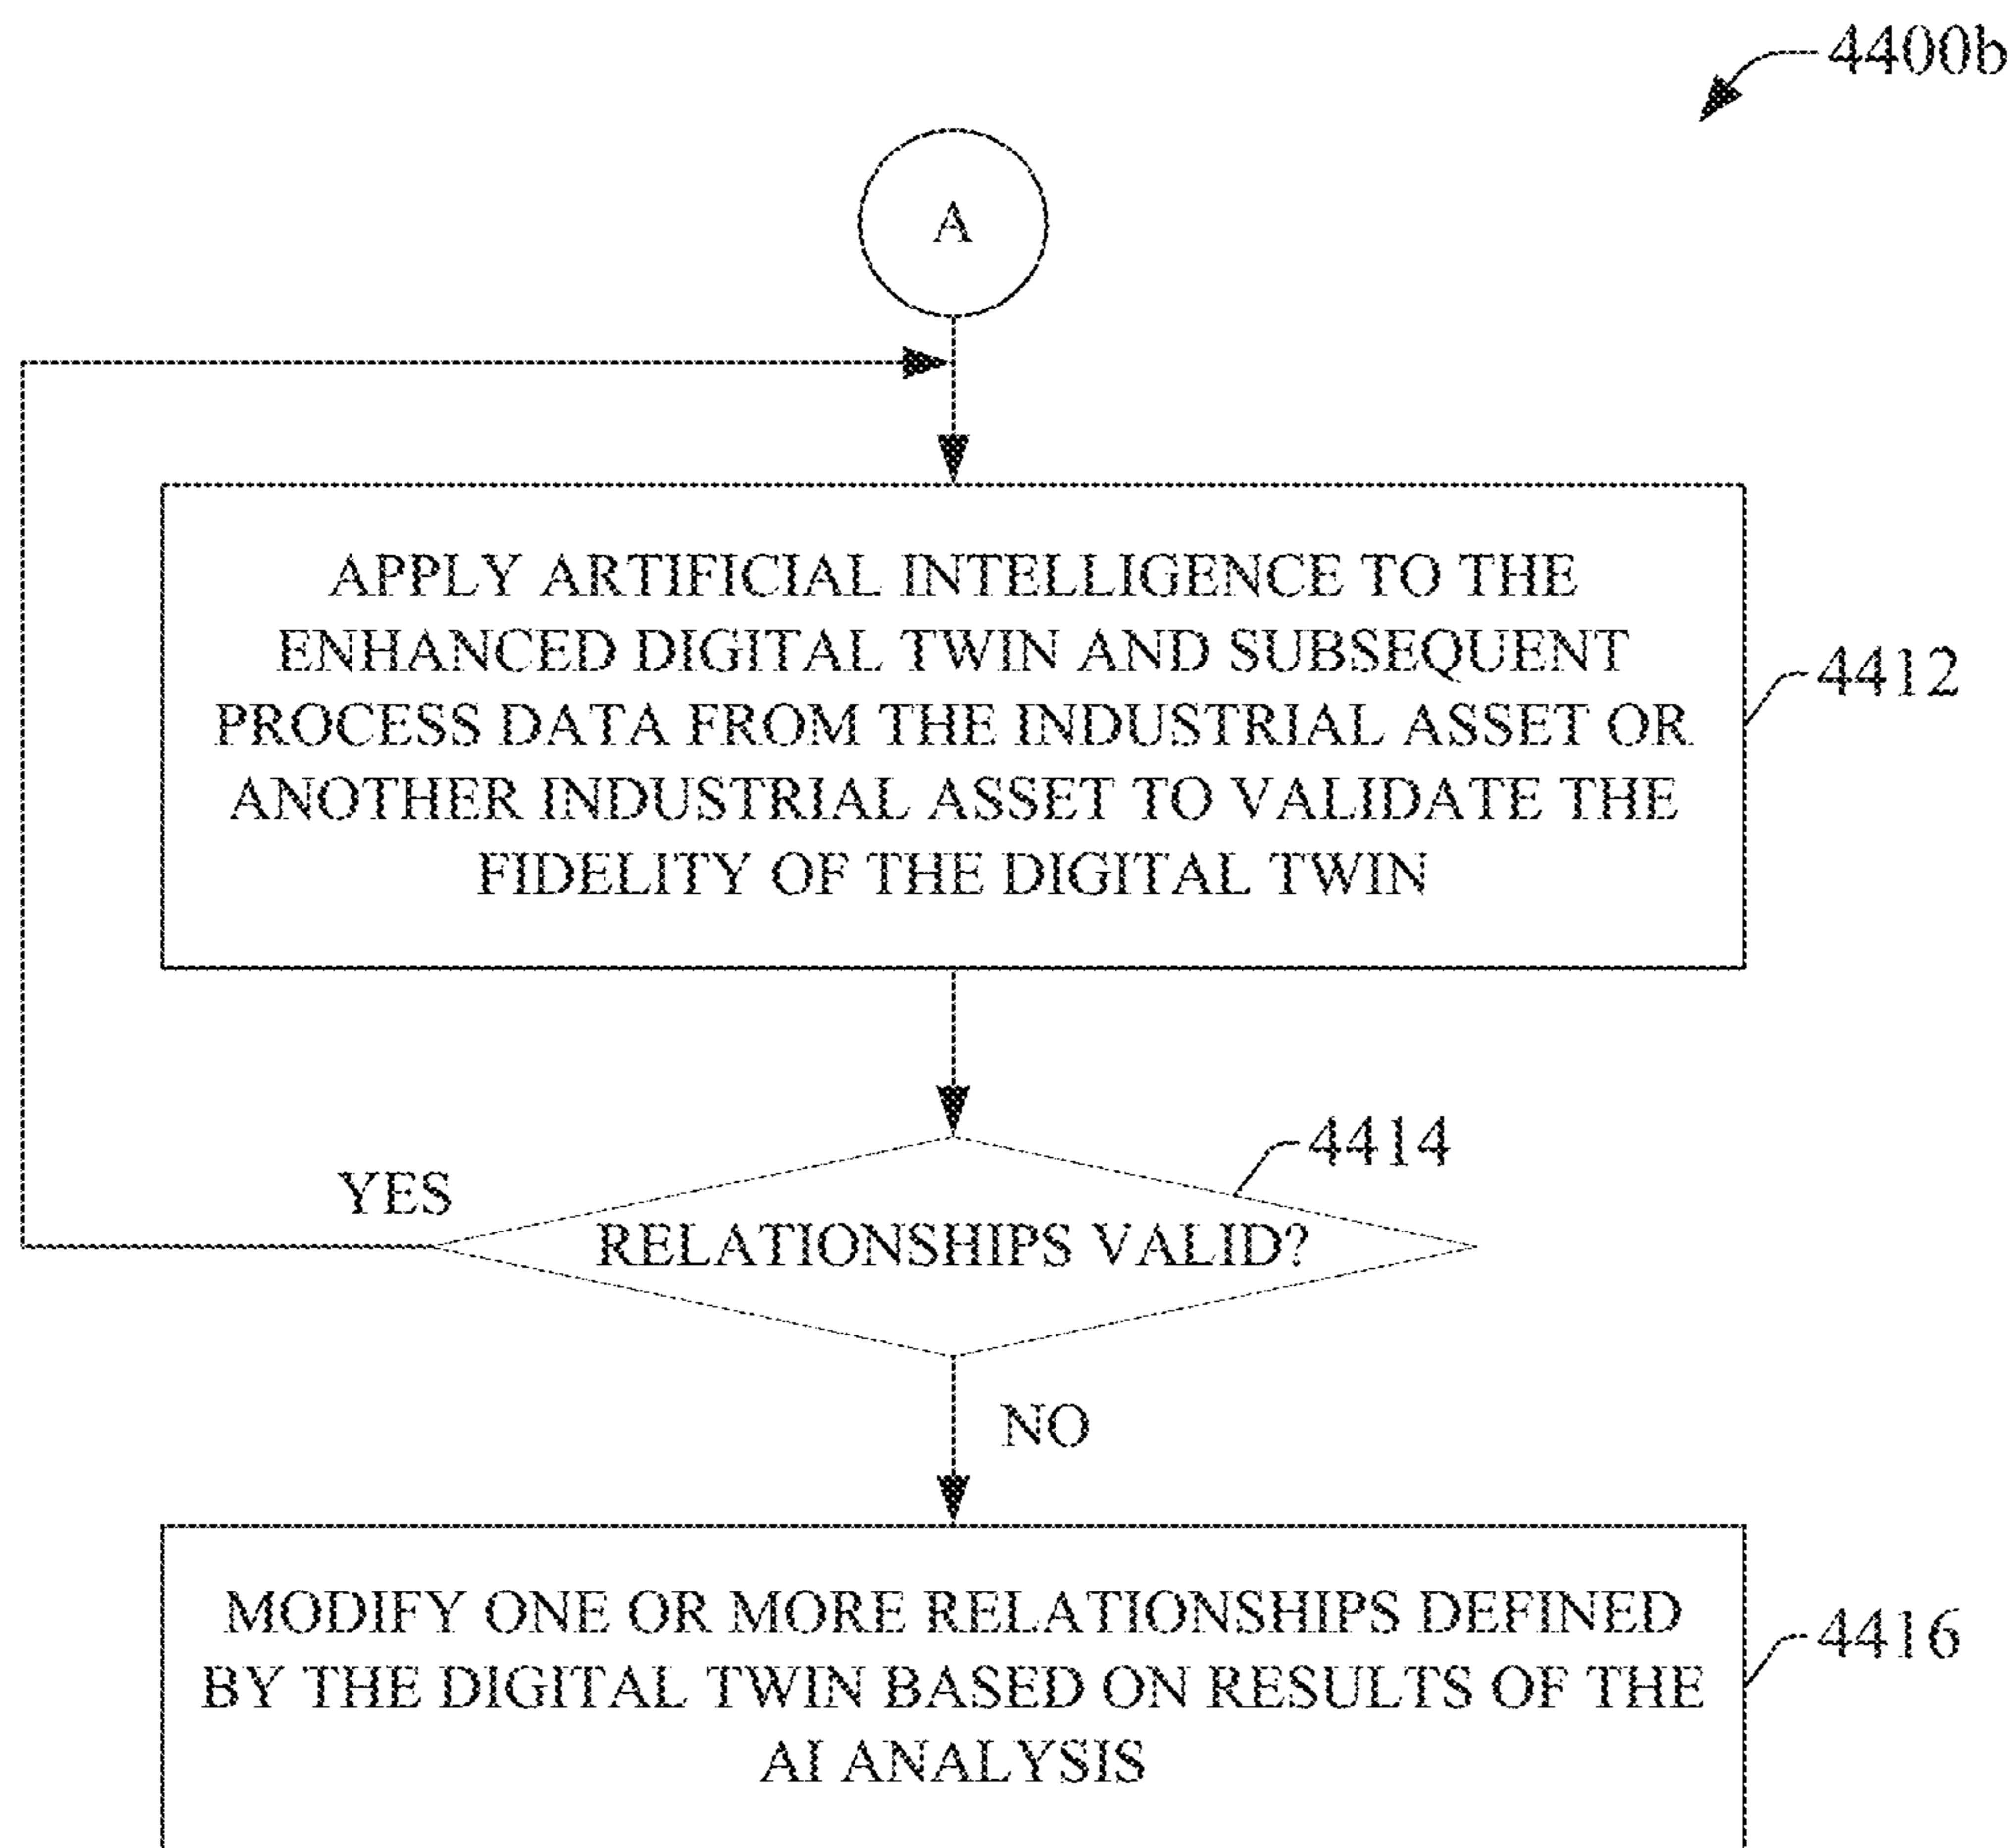 4400b
A
APPLY ARTIFICIAL INTELLIGENCE TO THE
ENHANCED DIGITAL TWIN AND SUBSEQUENT
PROCESS DATA FROM THE INDUSTRIAL ASSET OR
ANOTHER INDUSTRIAL ASSET TO VALIDATE THE
FIDELITY OF THE DIGITAL TWIN
4412
4414
YES
RELATIONSHIPS VALID?
NO
MODIFY ONE OR MORE RELATIONSHIPS DEFINED
BY THE DIGITAL TWIN BASED ON RESULTS OF THE
AI ANALYSIS
4416